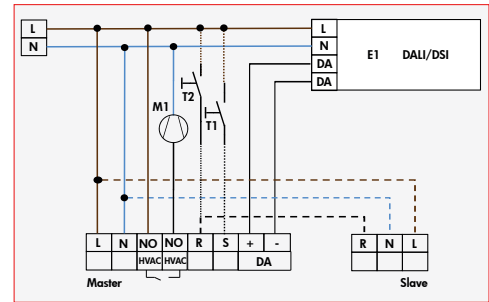 L
N
L
N
DA
DA
E1 DALI/DSI
M1
T2
T1
L N NO NO R S + -
HVAC HVAC DA
R N L
Master
Slave